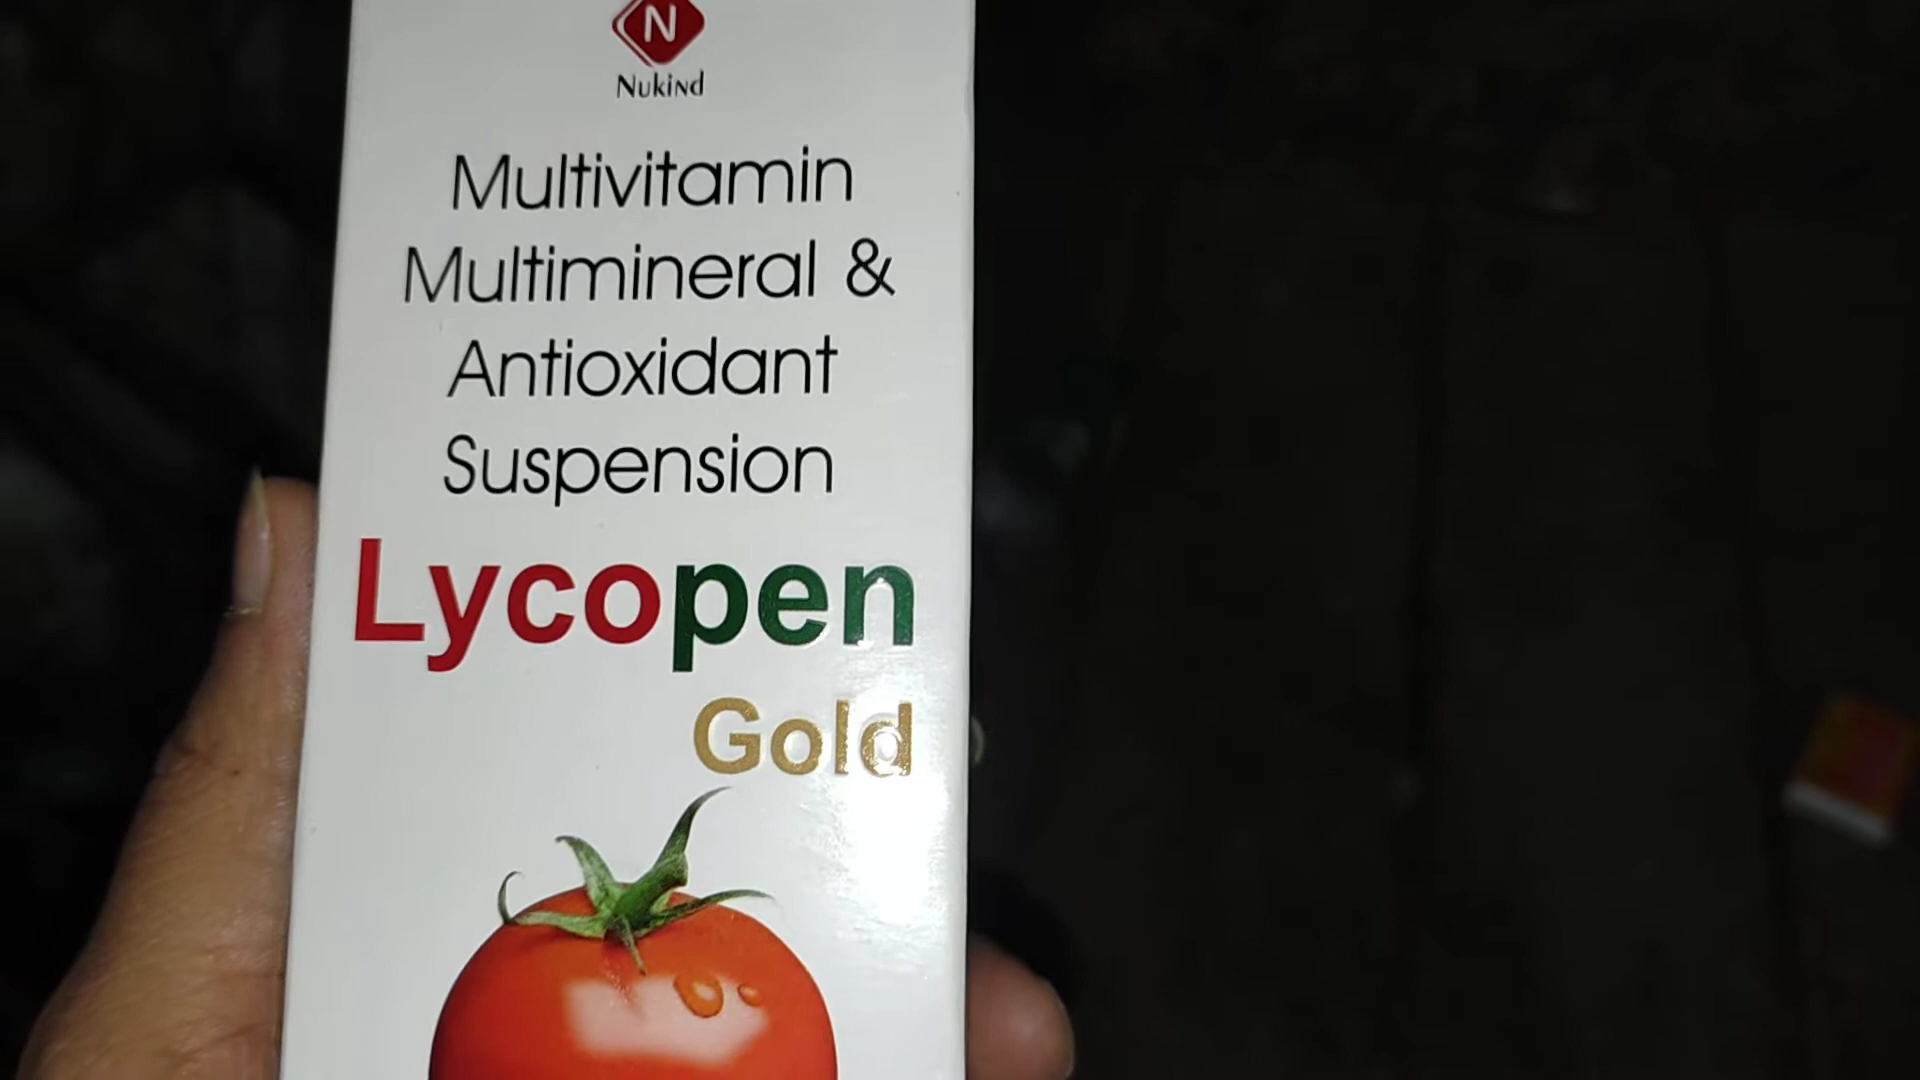 N
Nukind
Multivitamin
Multimineral &
Antioxidant
Suspension
Lycopen
Gold